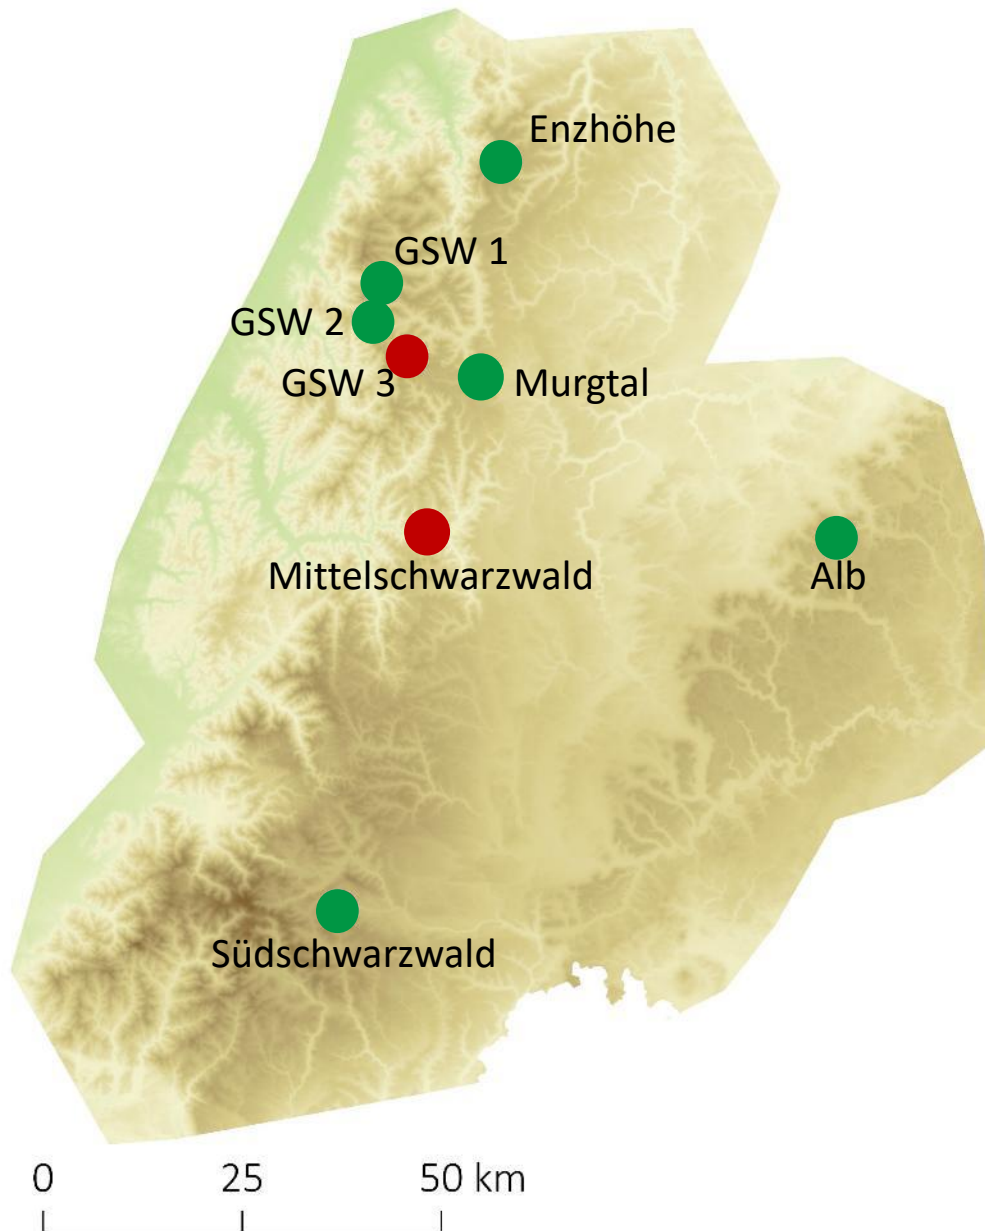 Enzhöhe
GSW 1
GSW 2
GSW 3
Murgtal
Mittelschwarzwald
Alb
Südschwarzwald
0 25 50 km